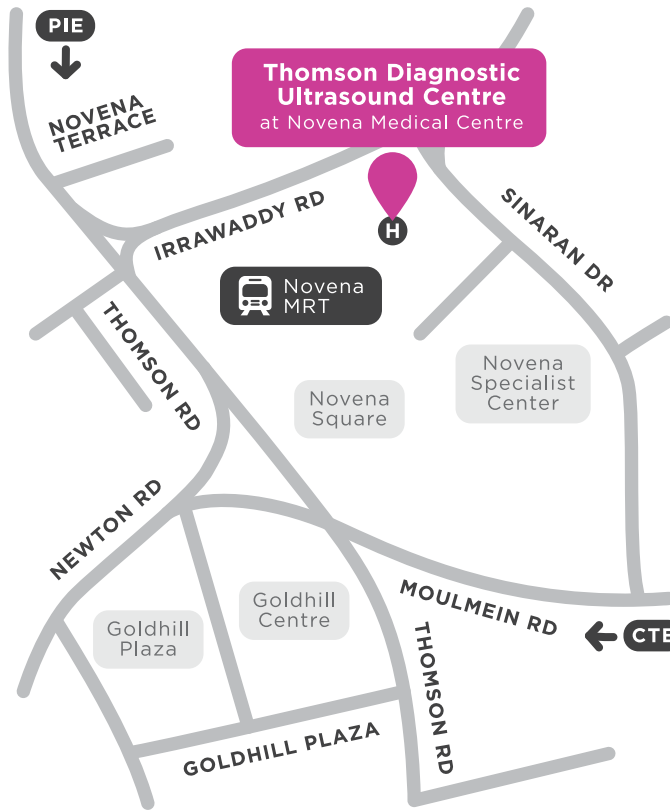 PIE
Thomson Diagnostic
Ultrasound Centre
at Novena Medical Centre
NOVENA
TERRACE
IRRAWADDY RD
H
SINARAN DR
Novena
MRT
THOMSON RD
Novena
Square
Novena
Specialist
Center
NEWTON RD
Goldhill
Plaza
Goldhill
Centre
MOULMEIN RD
CTE
THOMSON RD
GOLDHILL PLAZA